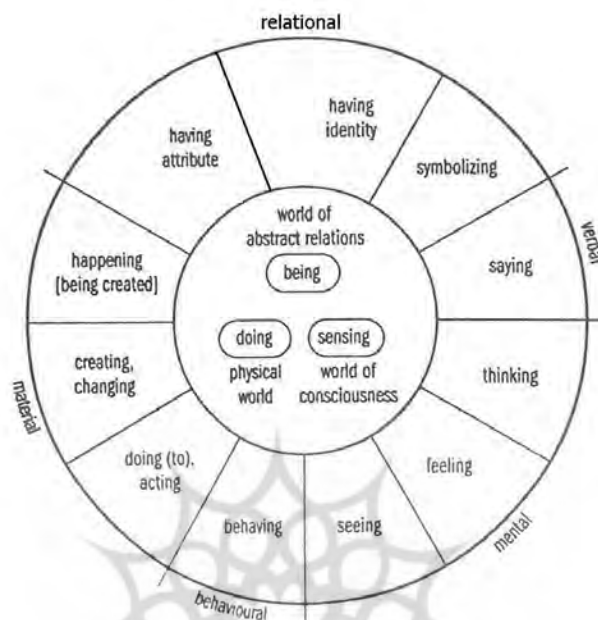 relational
having
identity
having
attribute
symbolizing
world of
abstract relations
being
verbal
happening
[being created]
saying
doing
sensing
creating,
changing
physical
world
world of
consciousness
thinking
material
doing (to),
acting
feeling
behaving
seeing
mental
behavioural